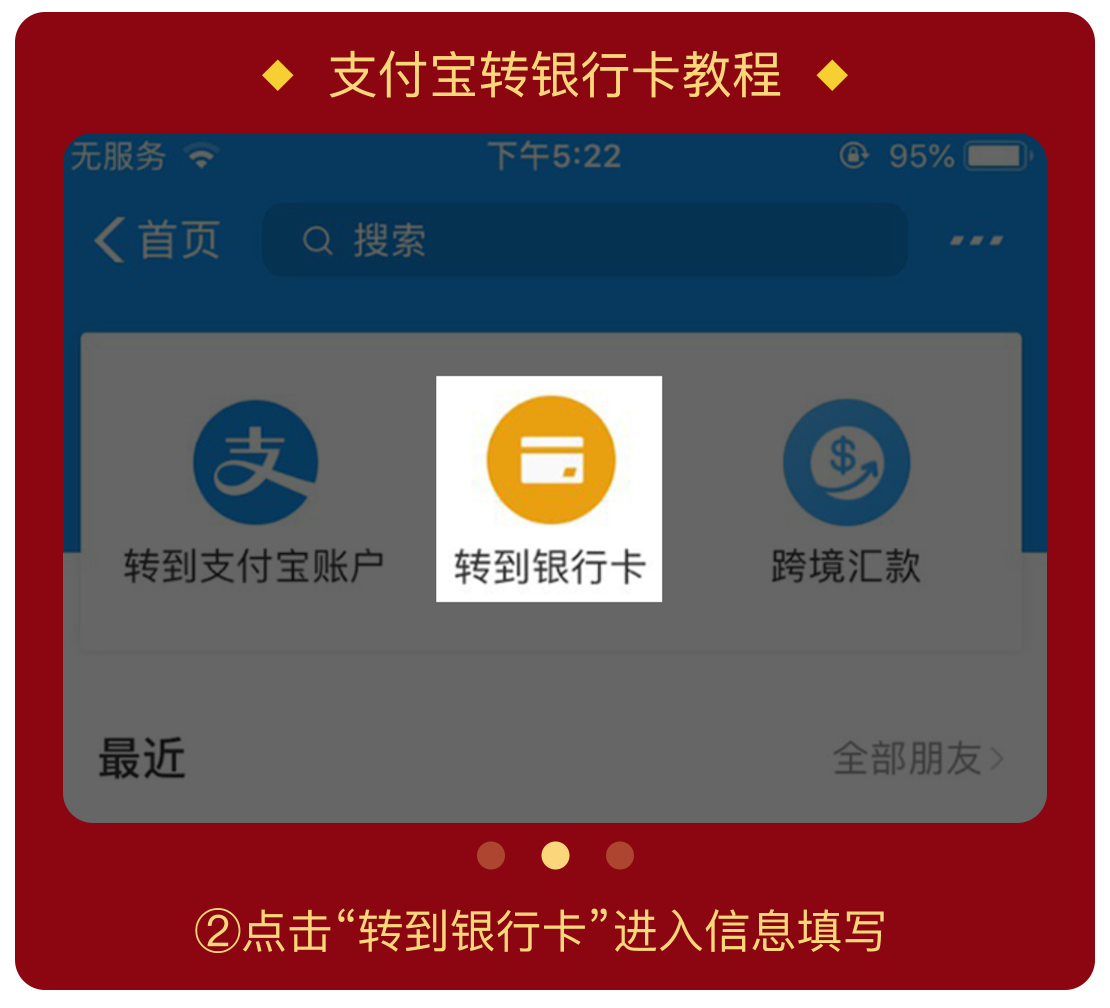 支付宝转银行卡教程
无服务 下午5:22 95%
首页 搜索
支
$
转到支付宝账户 转到银行卡 跨境汇款
最近 全部朋友
②点击“转到银行卡”进入信息填写